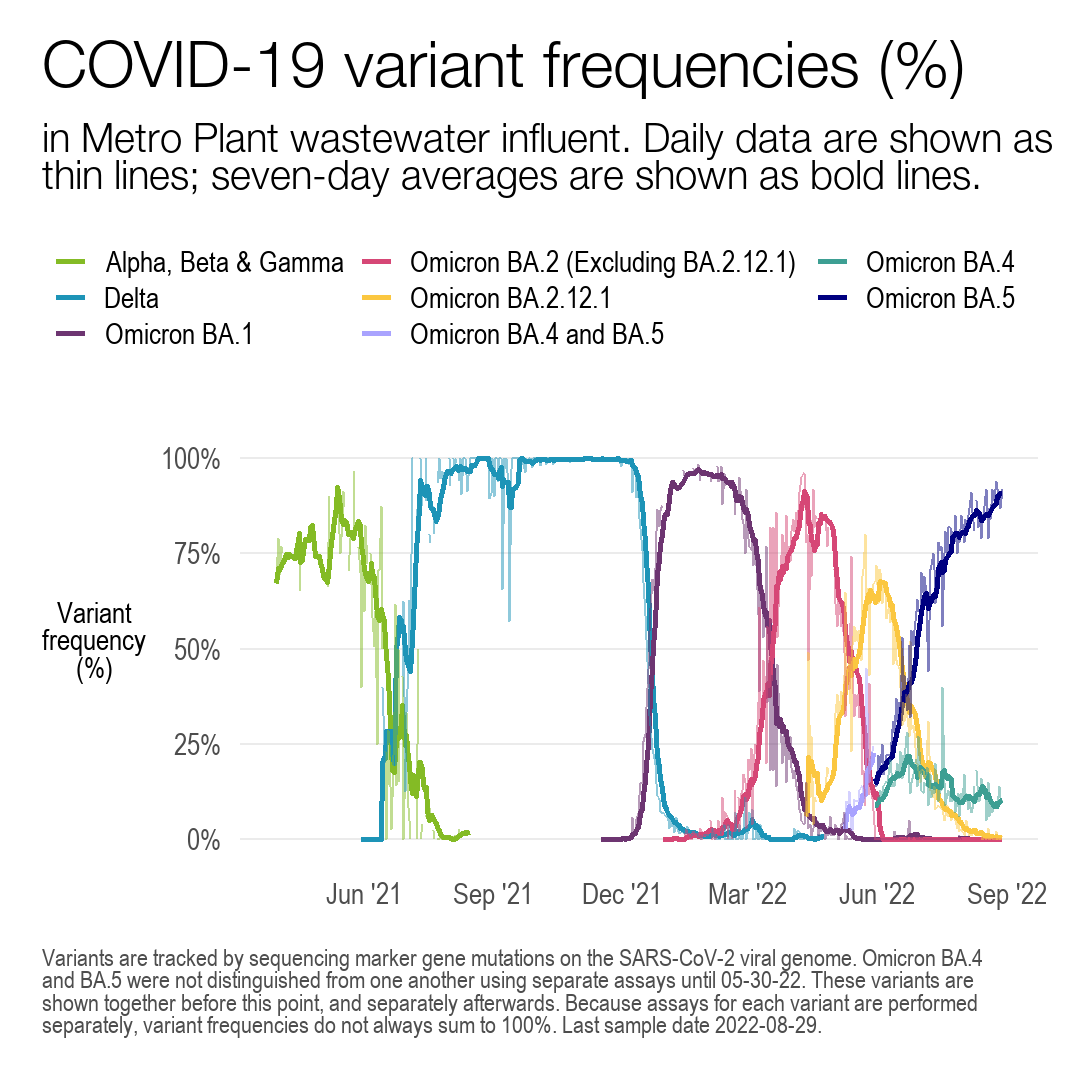 COVID-19 variant frequencies (%)
in Metro Plant wastewater influent. Daily data are shown as
thin lines; seven-day averages are shown as bold lines.
Alpha, Beta & Gamma
Delta
Omicron BA.1
Omicron BA.2 (Excluding BA.2.12.1)
Omicron BA.2.12.1
Omicron BA.4 and BA.5
Omicron BA.4
Omicron BA.5
Variant
frequency
(%)
100%
75%
50%
25%
0%
Jun '21
Sep '21
Dec '21
Mar '22
Jun '22
Sep '22
Variants are tracked by sequencing marker gene mutations on the SARS-CoV-2 viral genome. Omicron BA.4
and BA.5 were not distinguished from one another using separate assays until 05-30-22. These variants are
shown together before this point, and separately afterwards. Because assays for each variant are performed
separately, variant frequencies do not always sum to 100%. Last sample date 2022-08-29.